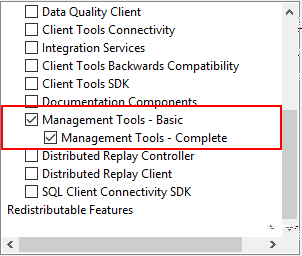 Data Quality Client
Client Tools Connectivity
Integration Services
Client Tools Backwards Compatibility
Client Tools SDK
Documentation Components
Management Tools - Basic
Management Tools - Complete
Distributed Replay Controller
Distributed Replay Client
SQL Client Connectivity SDK
Redistributable Features